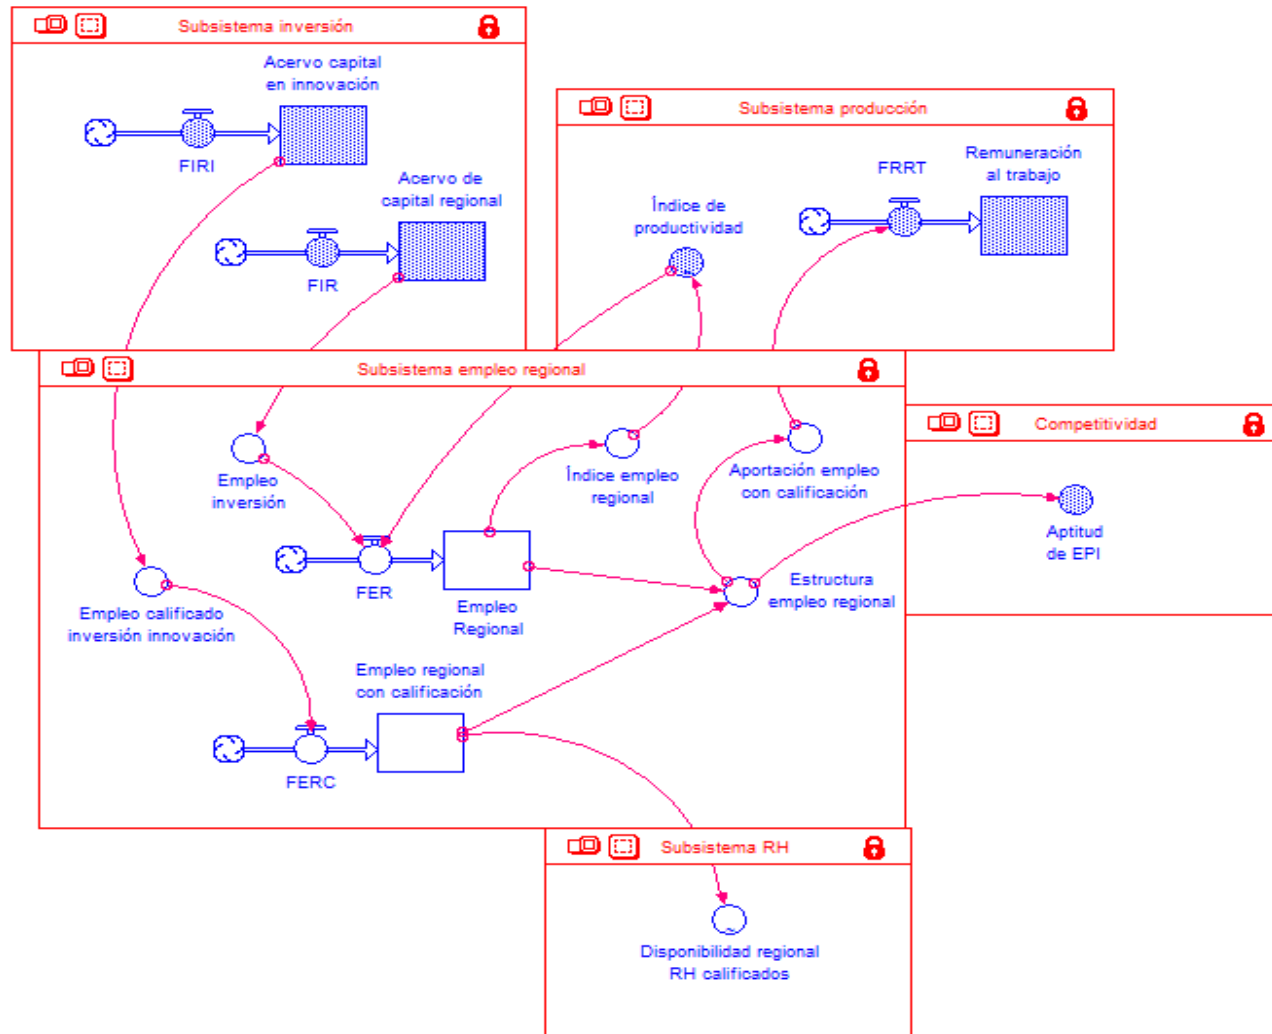 Subsistema inversión
Acervo capital
en innovación
FIRI
Acervo de
capital regional
FIR
Subsistema producción
Remuneración
al trabajo
FRRT
Índice de
productividad
Subsistema empleo regional
Empleo
inversión
Índice empleo
regional
Aportación empleo
con calificación
FER
Empleo
Regional
Estructura
empleo regional
Empleo calificado
inversión innovación
Empleo regional
con calificación
FERC
Competitividad
Aptitud
de EPI
Subsistema RH
Disponibilidad regional
RH calificados